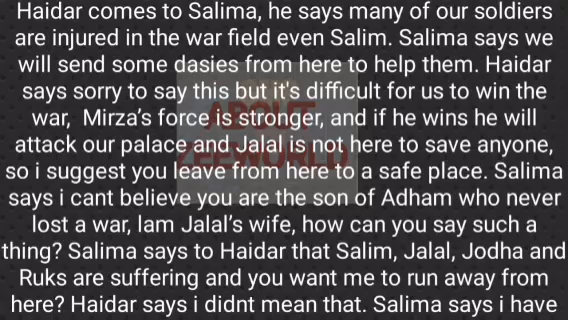 Haidar comes to Salima, he says many of our soldiers
are injured in the war field even Salim. Salima says we
will send some dasies from here to help them. Haidar
says sorry to say this but it's difficult for us to win the
war, Mirza's force is stronger, and if he wins he will
attack our palace and Jalal is not here to save anyone,
so i suggest you leave from here to a safe place. Salima
says i cant believe you are the son of Adham who never
lost a war, Iam Jalal's wife, how can you say such a
thing? Salima says to Haidar that Salim, Jalal, Jodha and
Ruks are suffering and you want me to run away from
here? Haidar says i didnt mean that. Salima says i have
ABOUT
ZEEWORLD